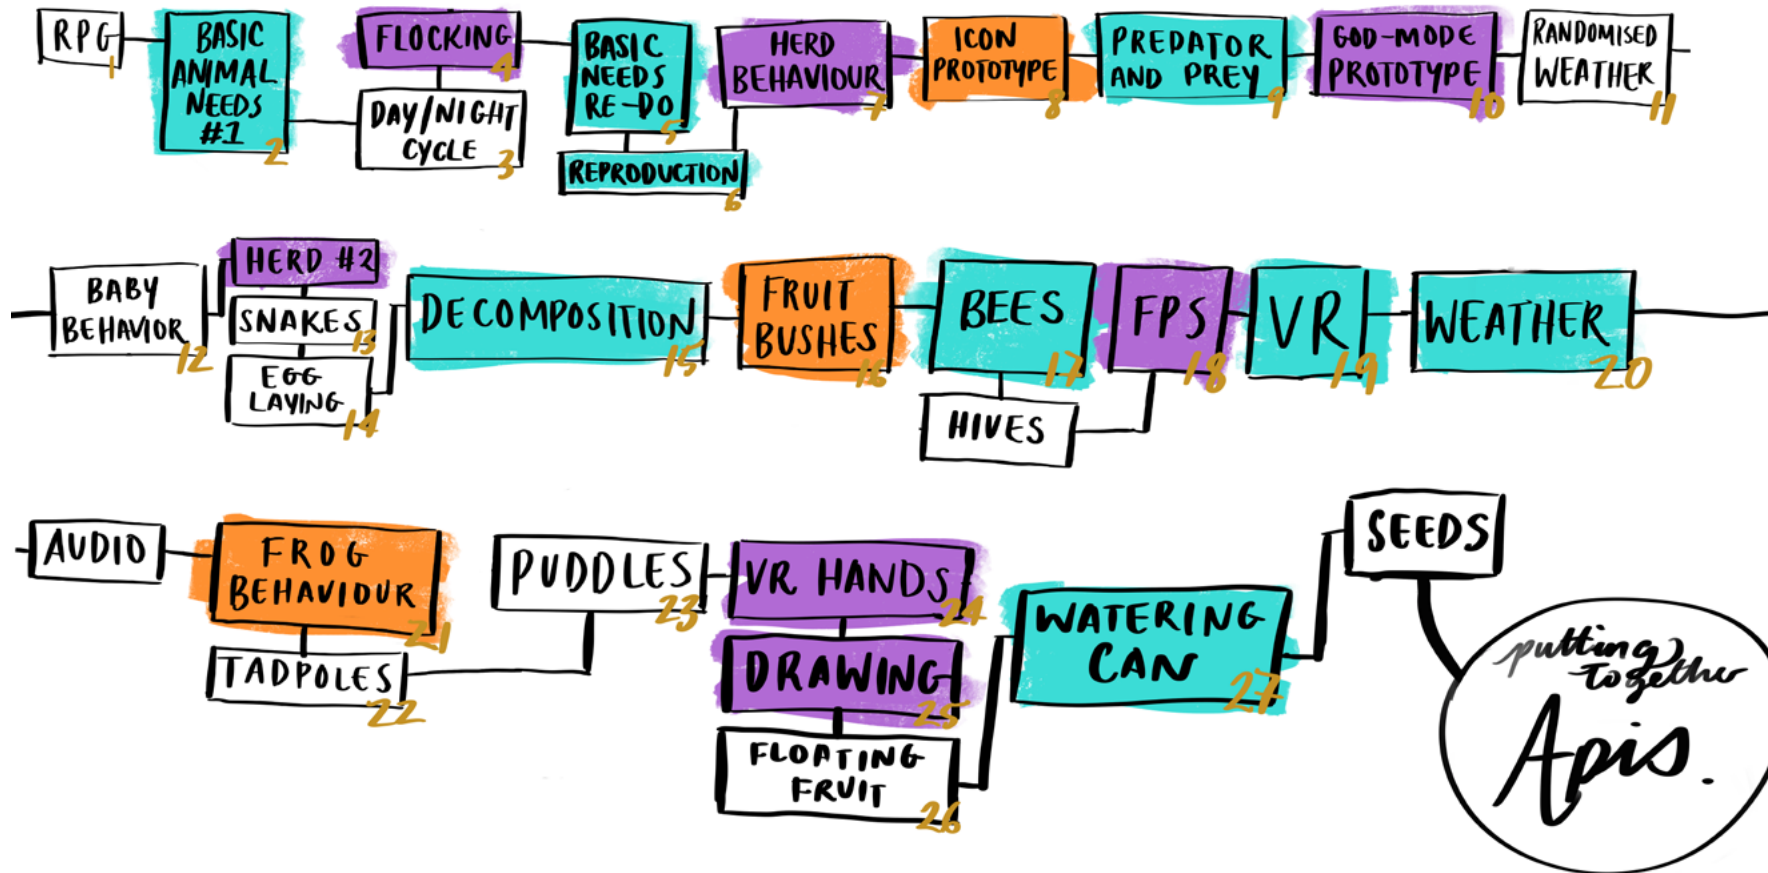 RPG
1
BASIC
ANIMAL
NEEDS
#1
2
DAY/NIGHT
CYCLE
3
FLOCKING
4
BASIC
NEEDS
RE-DO
5
REPRODUCTION
6
HERD
BEHAVIOUR
7
ICON
PROTOTYPE
8
PREDATOR
AND PREY
9
GOD-MODE
PROTOTYPE
10
RANDOMISED
WEATHER
11
BABY
BEHAVIOR
12
HERD #2
SNAKES
13
EGG
LAYING
14
DECOMPOSITION
15
FRUIT
BUSHES
16
BEES
17
HIVES
FPS
18
VR
19
WEATHER
20
AUDIO
FROG
BEHAVIOUR
21
TADPOLES
22
PUDDLES
23
VR HANDS
24
DRAWING
25
FLOATING
FRUIT
26
WATERING
CAN
27
SEEDS
putting
together
Apis.